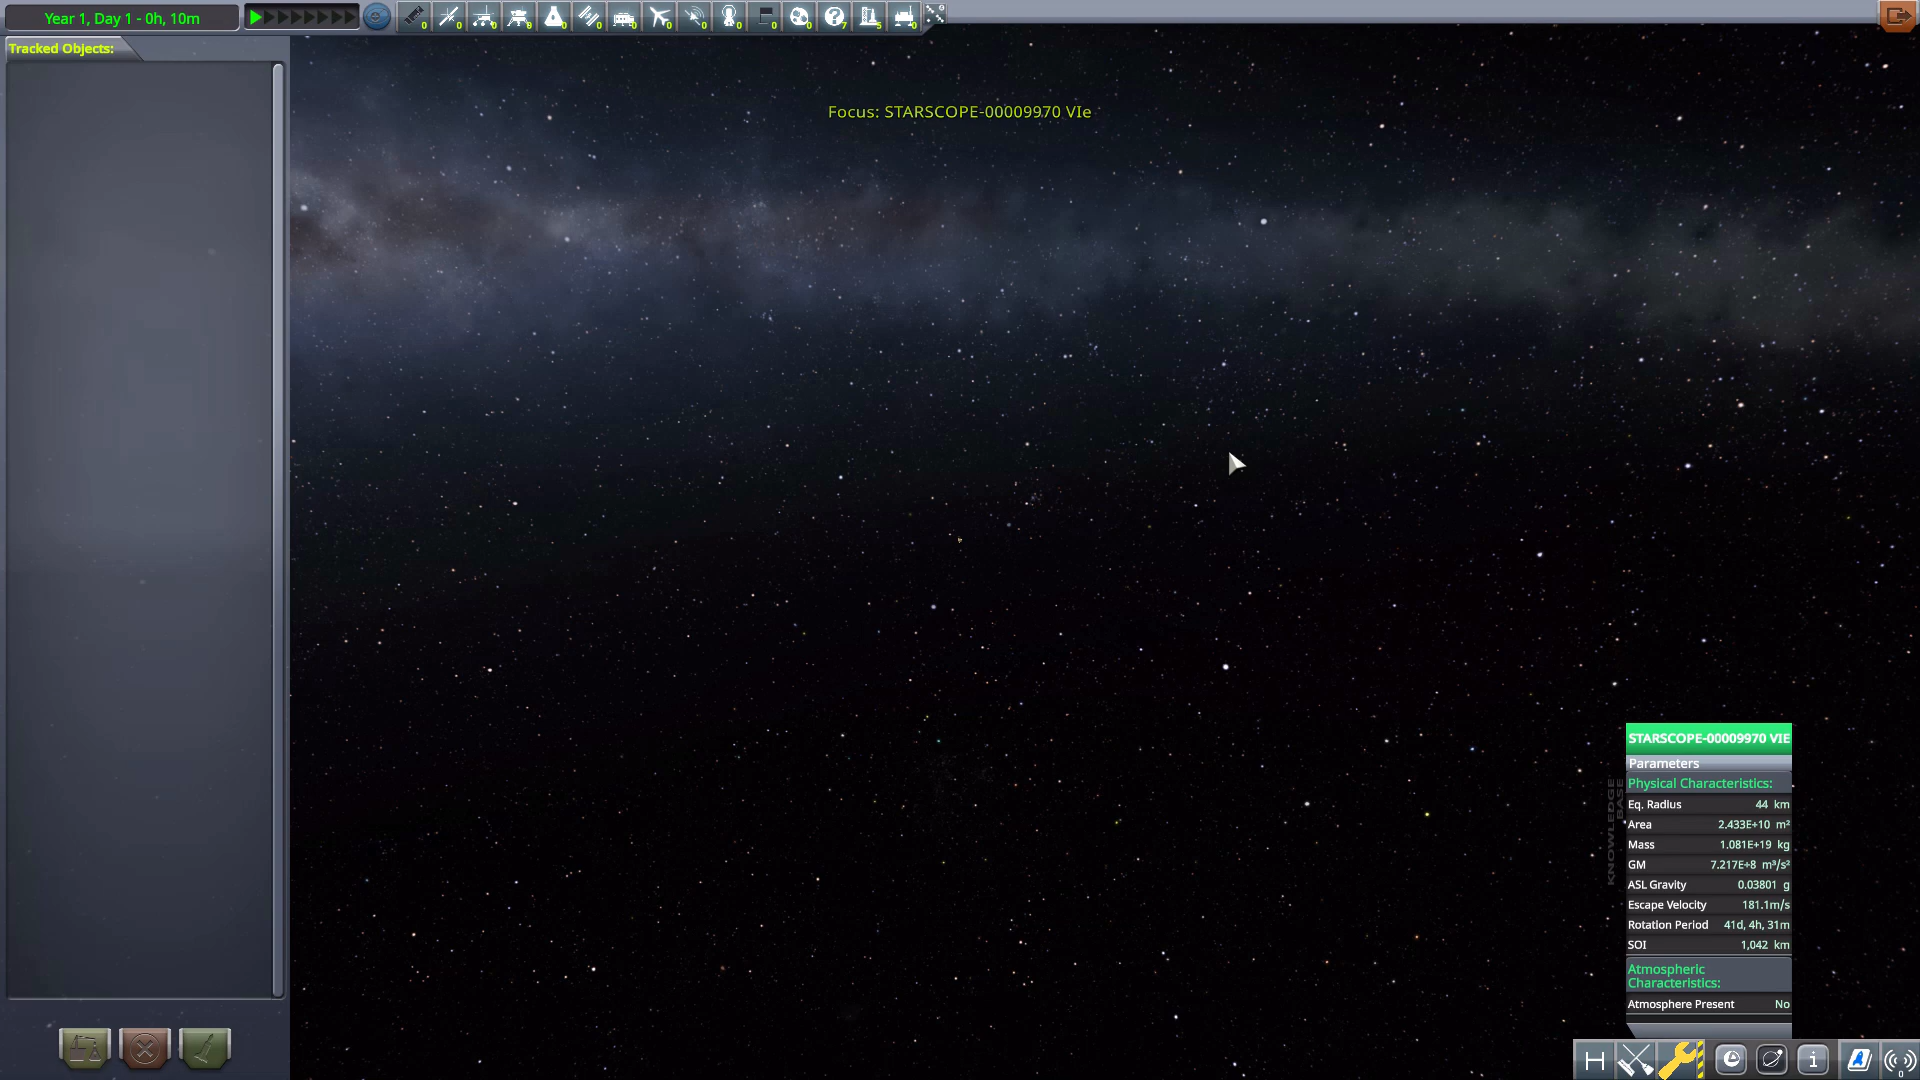 Year 1, Day 1 - 0h, 10m
Tracked Objects:
Focus: STARSCOPE-00009970 VIe
STARSCOPE-00009970 VIE
Parameters
KNOWLEDGE
BASE
Physical Characteristics:
Eq. Radius 44 km
Area 2.433E+10 m²
Mass 1.081E+19 kg
GM 7.217E+8 m³/s²
ASL Gravity 0.03801 g
Escape Velocity 181.1m/s
Rotation Period 41d, 4h, 31m
SOI 1,042 km
Atmospheric
Characteristics:
Atmosphere Present No